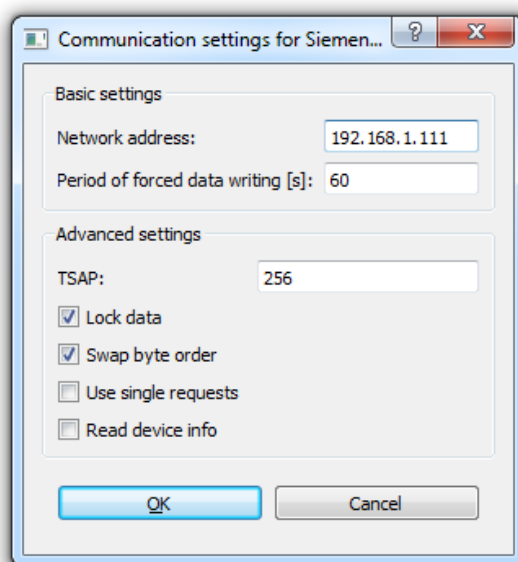 Communication settings for Siemen...
?
Basic settings
Network address: 192.168.1.111
Period of forced data writing [s]: 60
Advanced settings
TSAP: 256
Lock data
Swap byte order
Use single requests
Read device info
OK Cancel